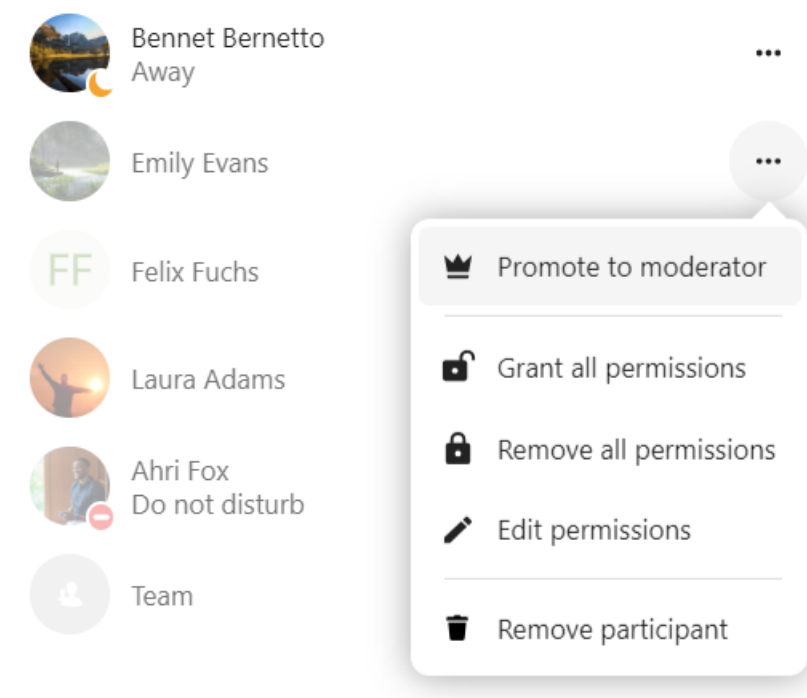 Bennet Bernetto
Away
Emily Evans
FF
Felix Fuchs
Laura Adams
Ahri Fox
Do not disturb
Team
Promote to moderator
Grant all permissions
Remove all permissions
Edit permissions
Remove participant